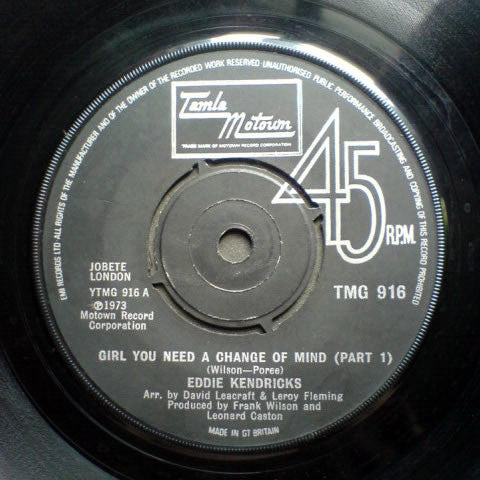 EMI RECORDS LTD ALL RIGHTS OF THE MANUFACTURER AND OF THE OWNER OF THE RECORDED WORK RESERVED·UNAUTHORISED PUBLIC PERFORMANCE BROADCASTING AND COPYING OF THIS RECORD PROHIBITED
Tamla
Motown
TRADE MARK OF MOTOWN RECORD CORPORATION
45
R.P.M.
JOBETE
LONDON
YTMG 916 A
℗1973
Motown Record
Corporation
TMG 916
GIRL YOU NEED A CHANGE OF MIND (PART 1)
(Wilson—Poree)
EDDIE KENDRICKS
Arr. by David Leacraft & Leroy Fleming
Produced by Frank Wilson and
Leonard Caston
MADE IN GT BRITAIN